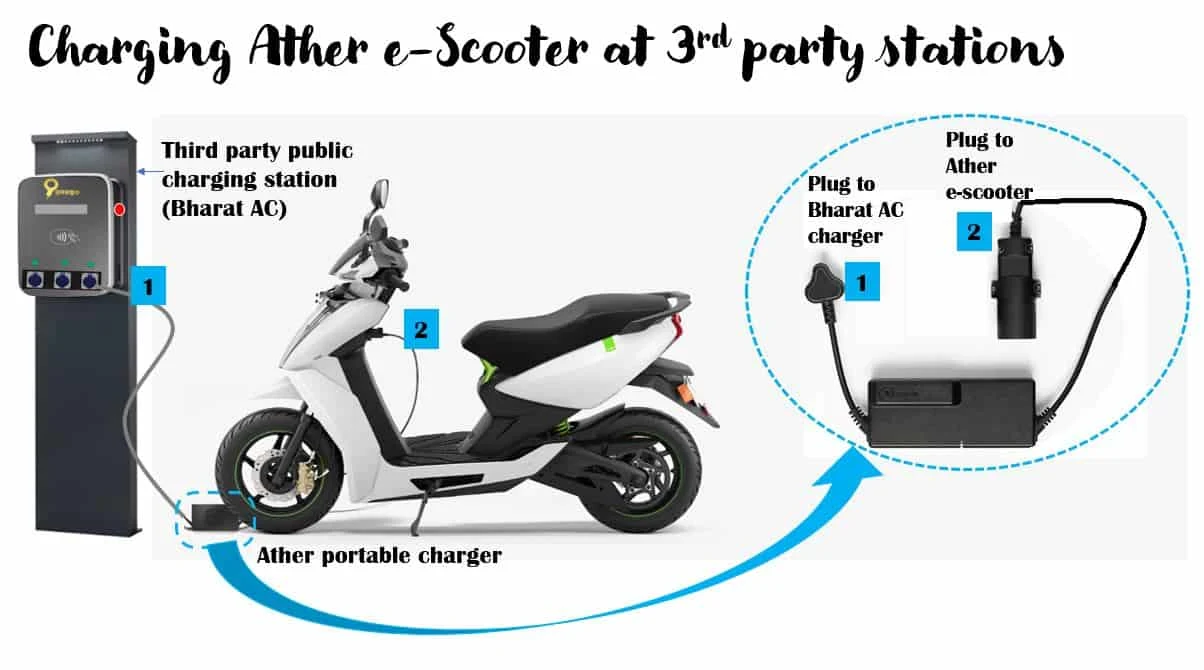 Charging Ather e-Scooter at 3rd party stations
Third party public
charging station
(Bharat AC)
1
2
Ather portable charger
Plug to
Bharat AC
charger
1
Plug to
Ather
e-scooter
2